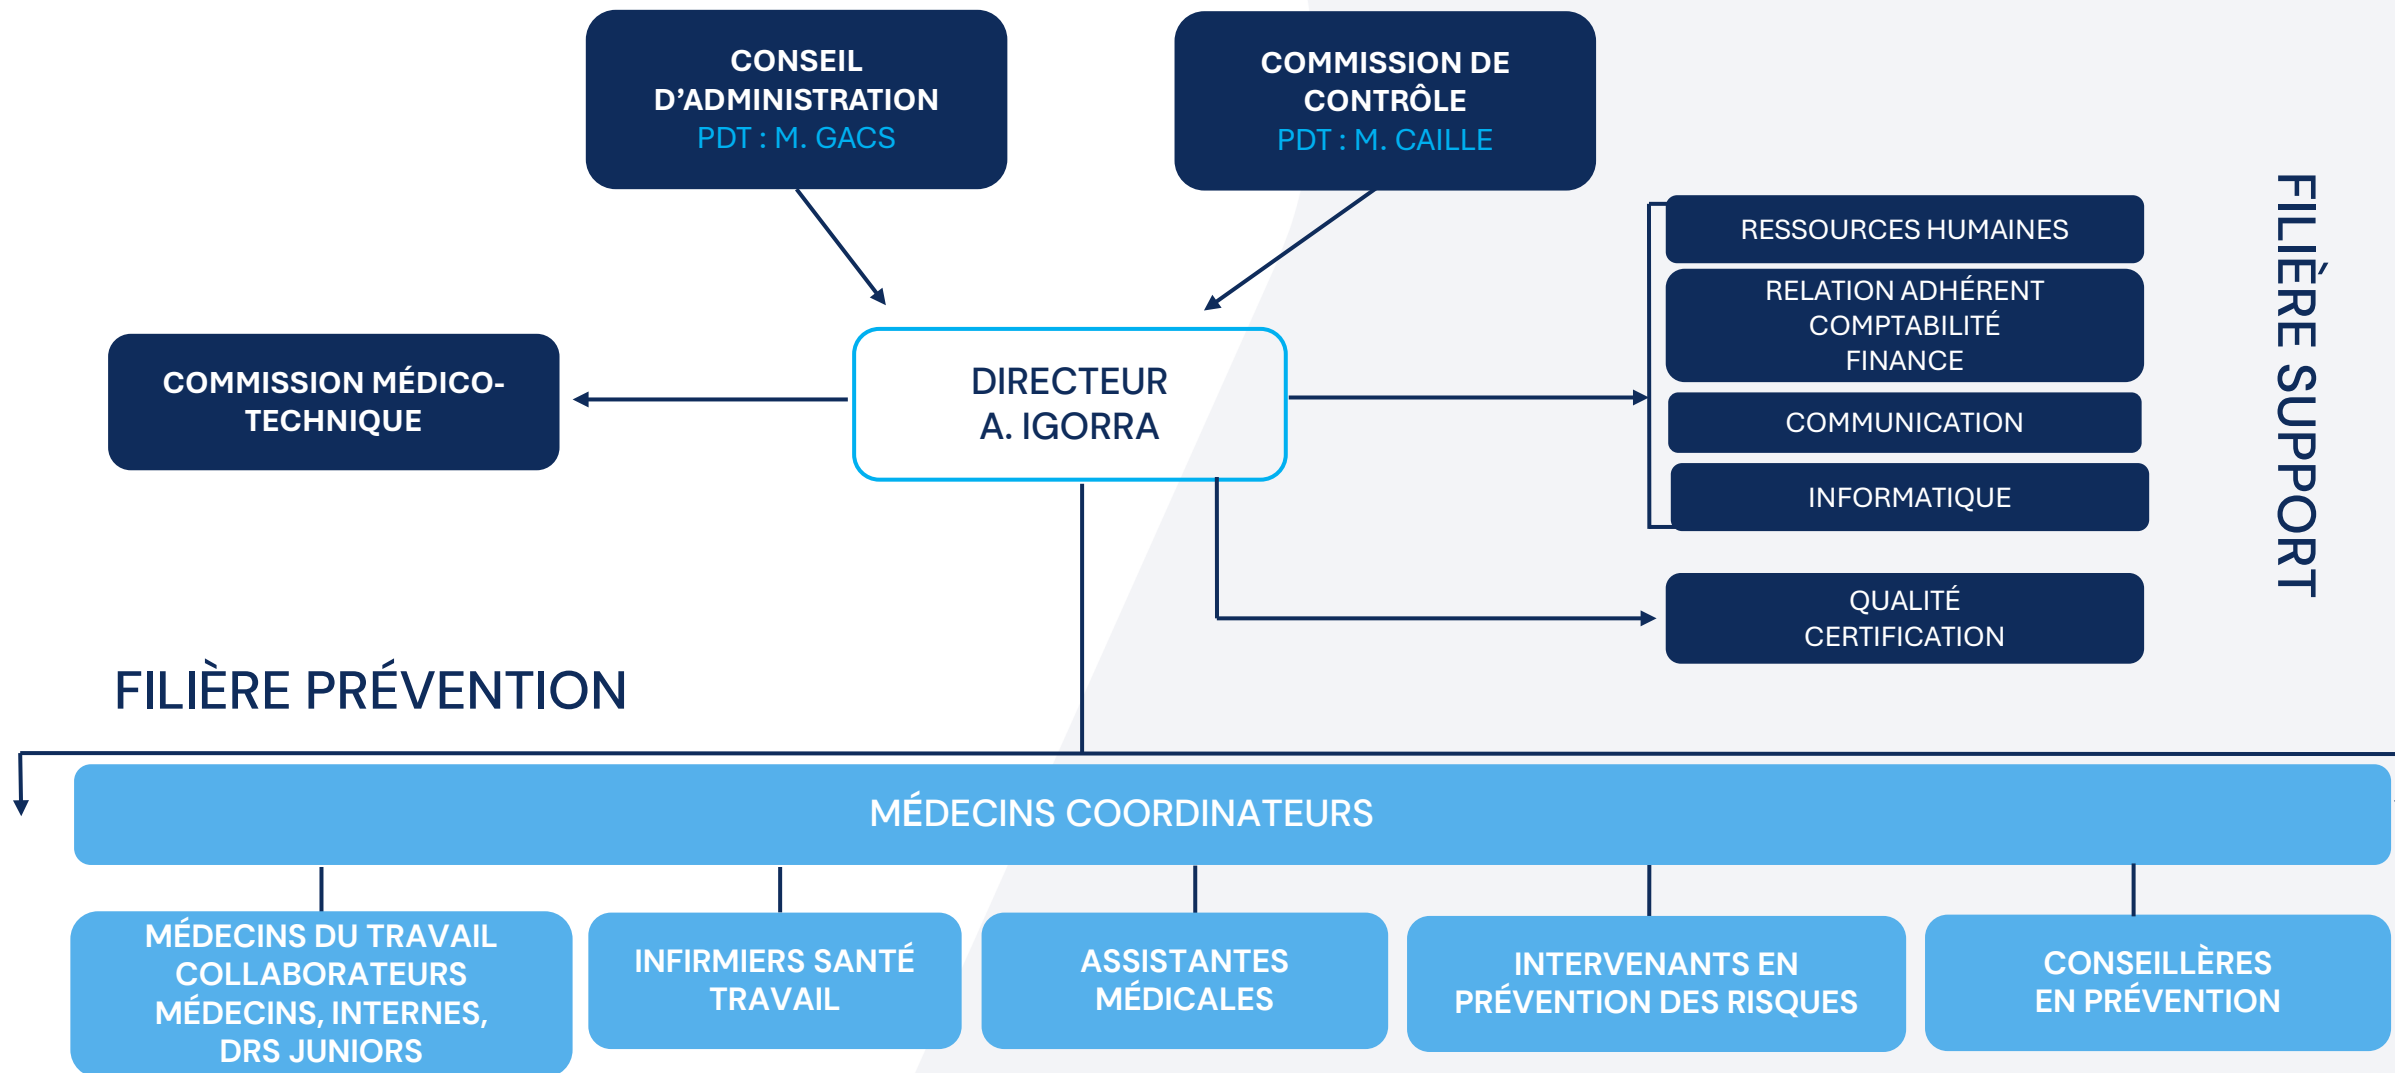 CONSEIL
D’ADMINISTRATION
PDT : M. GACS
COMMISSION DE
CONTRÔLE
PDT : M. CAILLE
RESSOURCES HUMAINES
RELATION ADHÉRENT
COMPTABILITÉ
FINANCE
COMMUNICATION
INFORMATIQUE
FILIÈRE SUPPORT
COMMISSION MÉDICO-
TECHNIQUE
DIRECTEUR
A. IGORRA
QUALITÉ
CERTIFICATION
FILIÈRE PRÉVENTION
MÉDECINS COORDINATEURS
MÉDECINS DU TRAVAIL
COLLABORATEURS
MÉDECINS, INTERNES,
DRS JUNIORS
INFIRMIERS SANTÉ
TRAVAIL
ASSISTANTES
MÉDICALES
INTERVENANTS EN
PRÉVENTION DES RISQUES
CONSEILLÈRES
EN PRÉVENTION